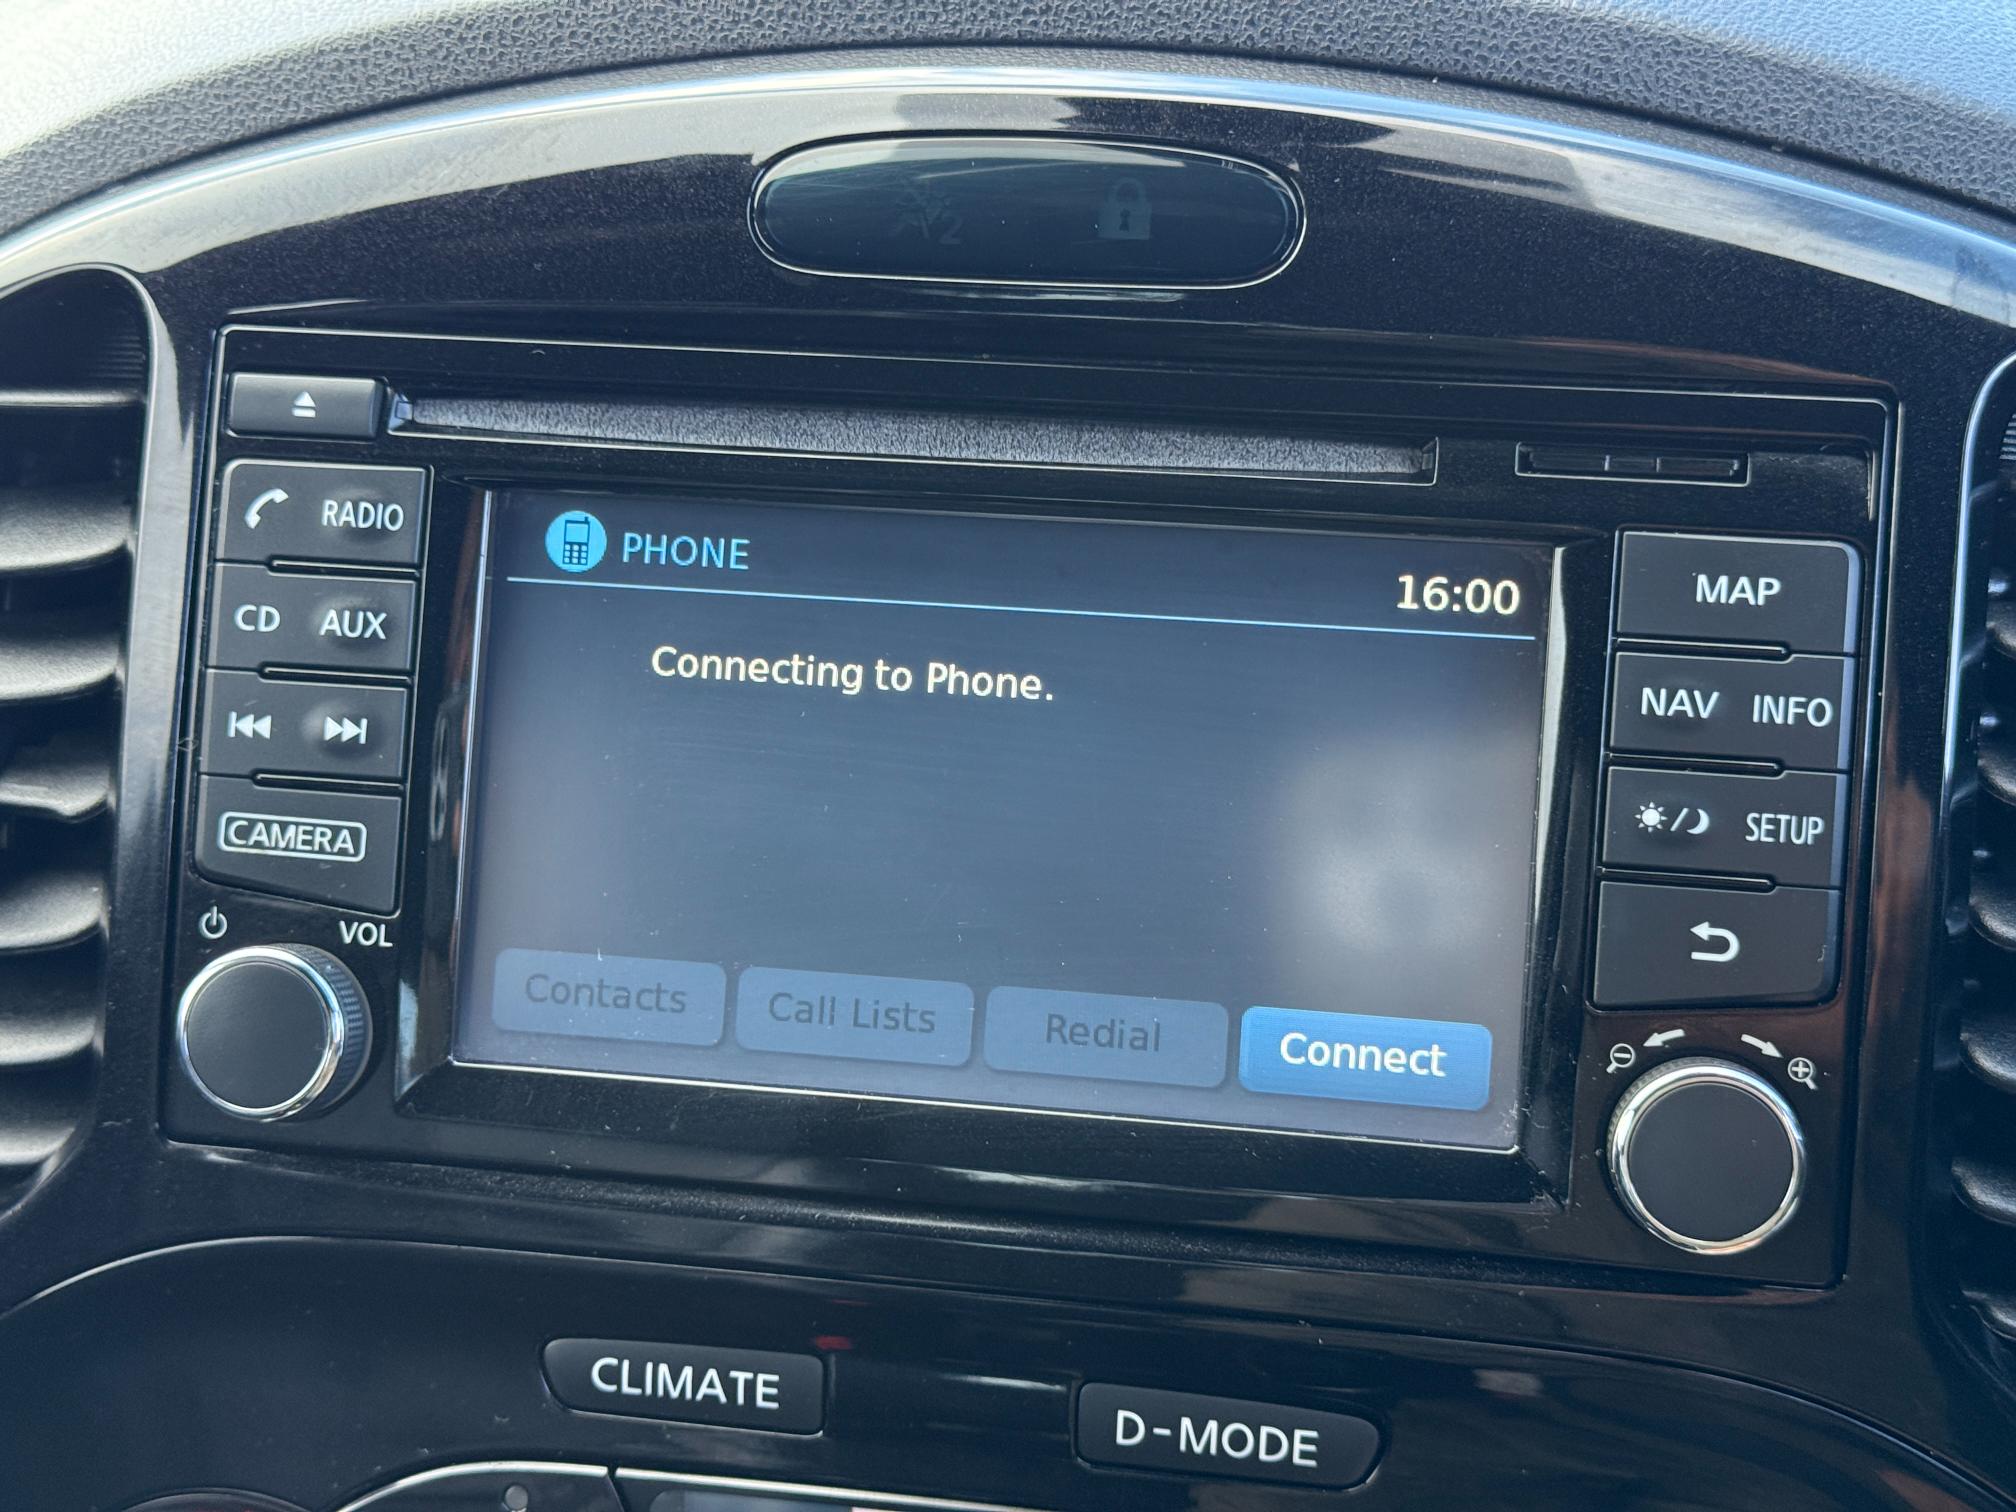 2
RADIO
CD AUX
CAMERA
VOL
PHONE
16:00
Connecting to Phone.
Contacts Call Lists Redial Connect
MAP
NAV INFO
SETUP
CLIMATE
D-MODE